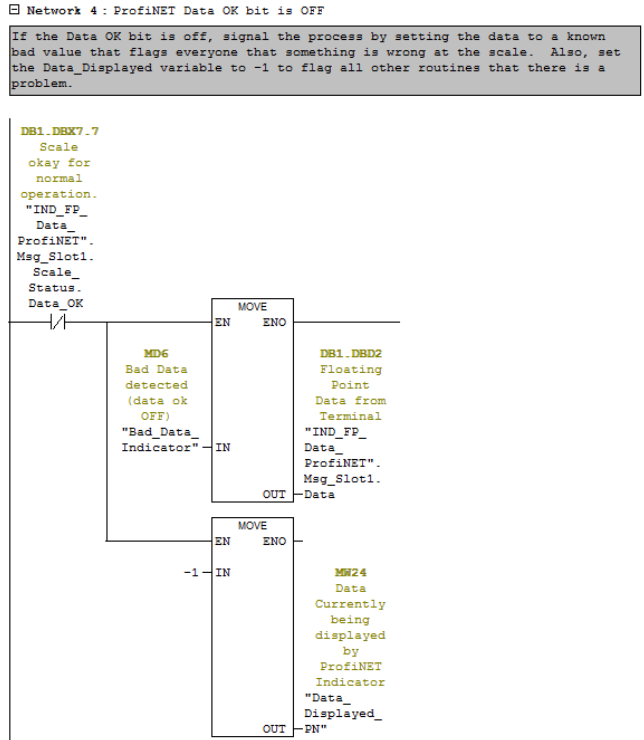 Network 4 : ProfiNET Data OK bit is OFF
If the Data OK bit is off, signal the process by setting the data to a known
bad value that flags everyone that something is wrong at the scale.  Also, set
the Data_Displayed variable to -1 to flag all other routines that there is a
problem.
DB1.DBX7.7
Scale
okay for
normal
operation.
"IND_FP_
Data_
ProfiNET".
Msg_Slot1.
Scale_
Status.
Data_OK
MOVE
EN ENO
MD6
Bad Data
detected
(data ok
OFF)
"Bad_Data_
Indicator"
IN
DB1.DBD2
Floating
Point
Data from
Terminal
"IND_FP_
Data_
ProfiNET".
Msg_Slot1.
Data
OUT
MOVE
EN ENO
-1
IN
MW24
Data
Currently
being
displayed
by
ProfiNET
Indicator
"Data_
Displayed_
PN"
OUT